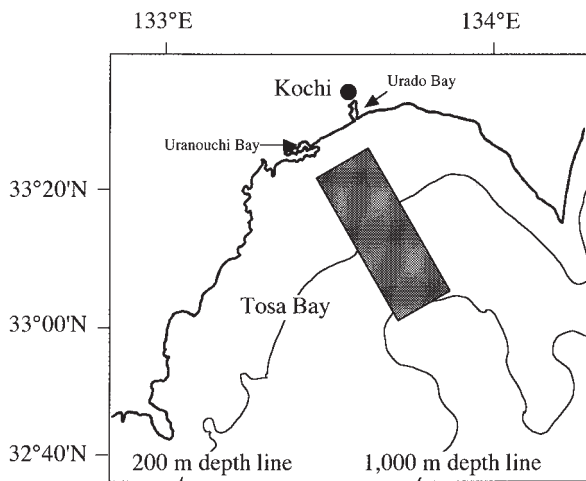 133°E 134°E
Kochi
Urado Bay
Uranouchi Bay
33°20'N
Tosa Bay
33°00'N
32°40'N
200 m depth line 1,000 m depth line